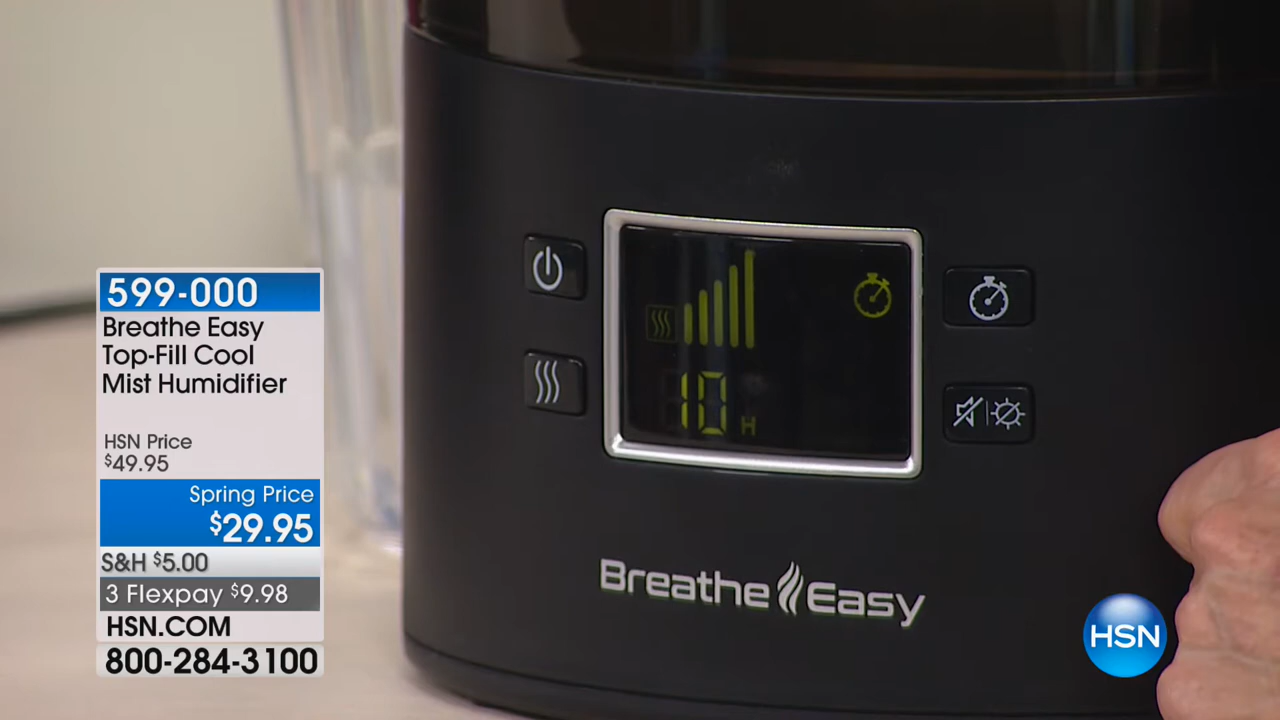 599-000
Breathe Easy
Top-Fill Cool
Mist Humidifier
HSN Price
$49.95
Spring Price
$29.95
S&H $5.00
3 Flexpay $9.98
HSN.COM
800-284-3100
10 H
Breathe Easy
HSN